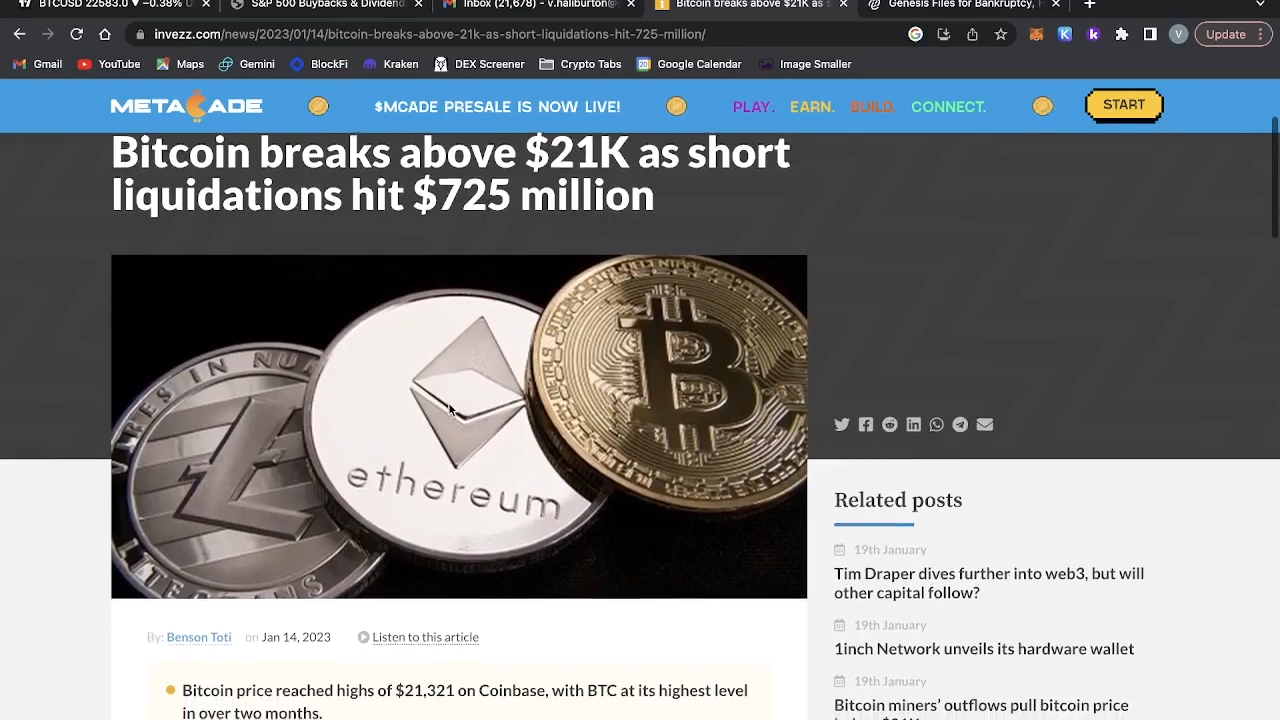 BTCUSD 22583.0 ▼ −0.38%
S&P 500 Buybacks & Dividend
Inbox (21,678) - v.haliburton@
Bitcoin breaks above $21K as s
Genesis Files for Bankruptcy,
invezz.com/news/2023/01/14/bitcoin-breaks-above-21k-as-short-liquidations-hit-725-million/
Update
Gmail YouTube Maps Gemini BlockFi Kraken DEX Screener Crypto Tabs Google Calendar Image Smaller
METACADE $MCADE PRESALE IS NOW LIVE! PLAY. EARN. BUILD. CONNECT. START
Bitcoin breaks above $21K as short
liquidations hit $725 million
IN NU
ethereum
Related posts
19th January
Tim Draper dives further into web3, but will
other capital follow?
By: Benson Toti on Jan 14, 2023 Listen to this article
19th January
1inch Network unveils its hardware wallet
19th January
Bitcoin price reached highs of $21,321 on Coinbase, with BTC at its highest level
in over two months.
Bitcoin miners' outflows pull bitcoin price